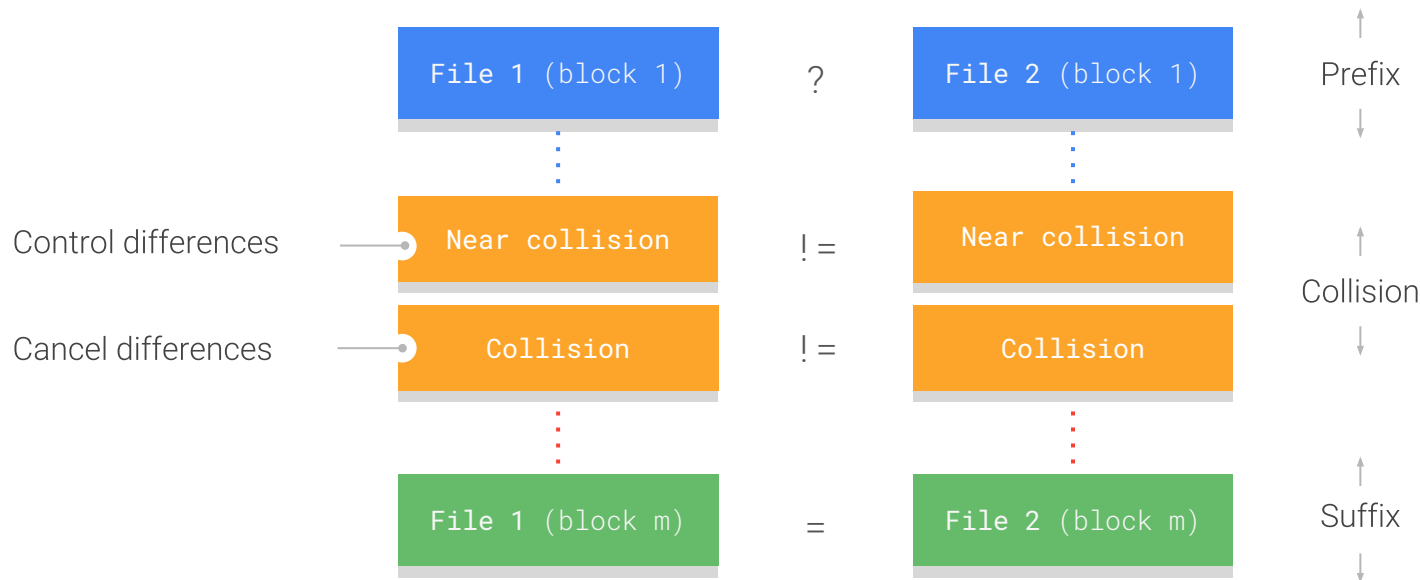 File 1 (block 1) ? File 2 (block 1) Prefix
Control differences Near collision != Near collision
Collision
Cancel differences Collision != Collision
File 1 (block m) = File 2 (block m) Suffix